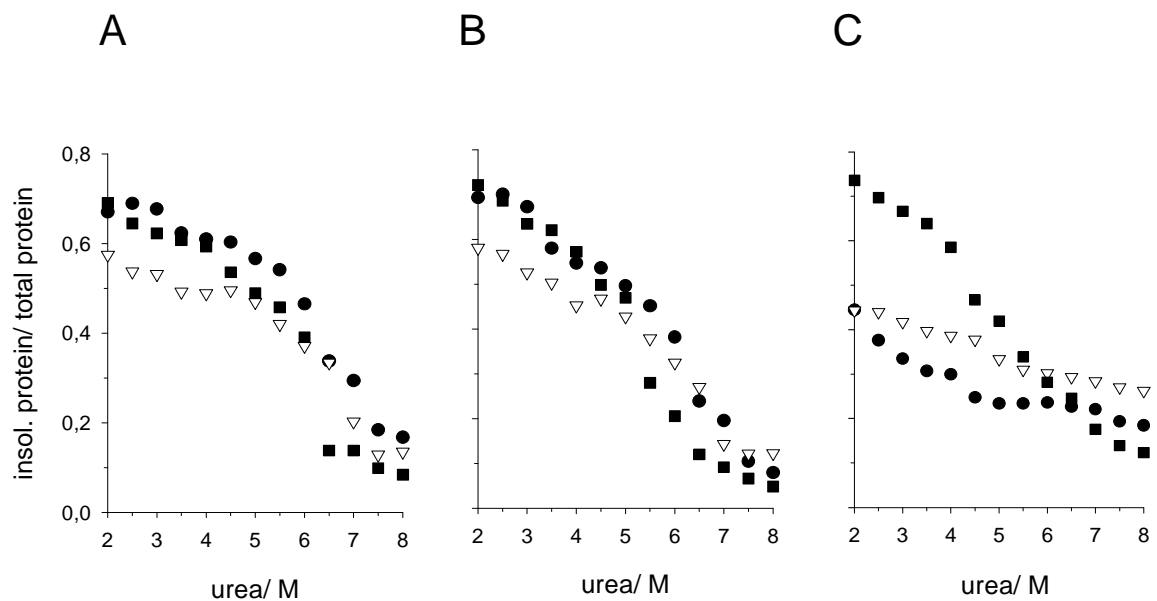 A B C
insol. protein/ total protein
0,8
0,6
0,4
0,2
0,0
2 3 4 5 6 7 8
2 3 4 5 6 7 8
2 3 4 5 6 7 8
urea/ M
urea/ M
urea/ M